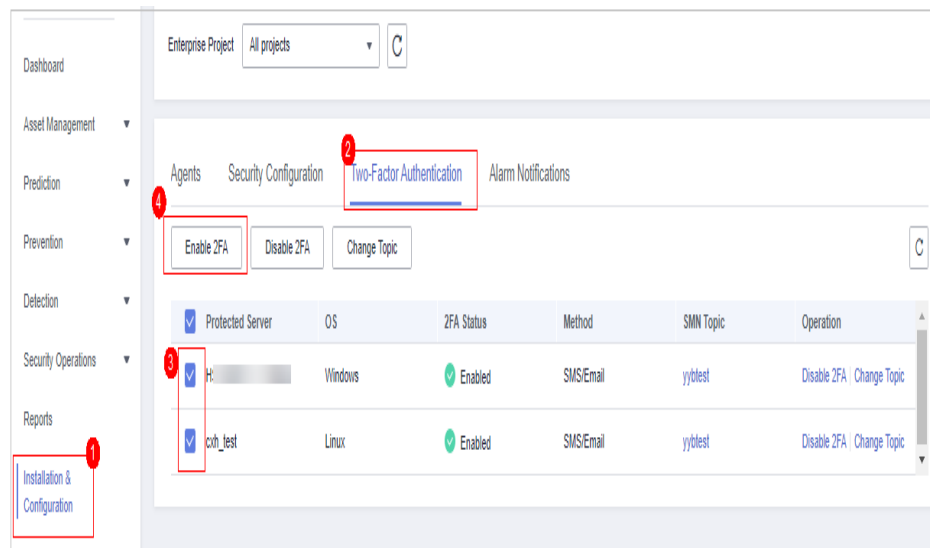 Enterprise Project All projects
Dashboard
Asset Management
Prediction
Prevention
Detection
Security Operations
Reports
1
Installation &
Configuration
2
Agents Security Configuration Two-Factor Authentication Alarm Notifications
4
Enable 2FA Disable 2FA Change Topic
Protected Server OS 2FA Status Method SMN Topic Operation
3
Windows Enabled SMS/Email yybtest Disable 2FA Change Topic
cxh_test Linux Enabled SMS/Email yybtest Disable 2FA Change Topic